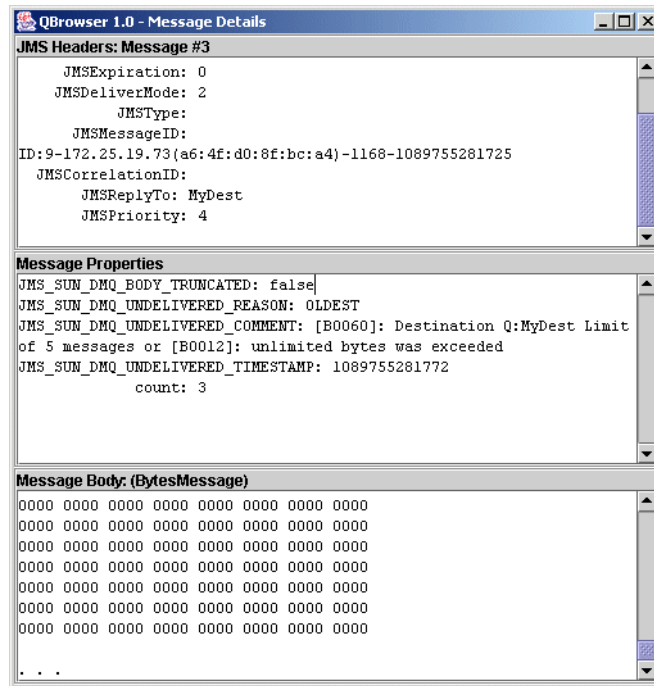 QBrowser 1.0 - Message Details
JMS Headers: Message #3
JMSExpiration: 0
JMSDeliverMode: 2
JMSType:
JMSMessageID:
ID:9-172.25.19.73(a6:4f:d0:8f:bc:a4)-1168-1089755281725
JMSCorrelationID:
JMSReplyTo: MyDest
JMSPriority: 4
Message Properties
JMS_SUN_DMQ_BODY_TRUNCATED: false
JMS_SUN_DMQ_UNDELIVERED_REASON: OLDEST
JMS_SUN_DMQ_UNDELIVERED_COMMENT: [B0060]: Destination Q:MyDest Limit
of 5 messages or [B0012]: unlimited bytes was exceeded
JMS_SUN_DMQ_UNDELIVERED_TIMESTAMP: 1089755281772
count: 3
Message Body: (BytesMessage)
0000 0000 0000 0000 0000 0000 0000 0000
0000 0000 0000 0000 0000 0000 0000 0000
0000 0000 0000 0000 0000 0000 0000 0000
0000 0000 0000 0000 0000 0000 0000 0000
0000 0000 0000 0000 0000 0000 0000 0000
0000 0000 0000 0000 0000 0000 0000 0000
0000 0000 0000 0000 0000 0000 0000 0000
. . .